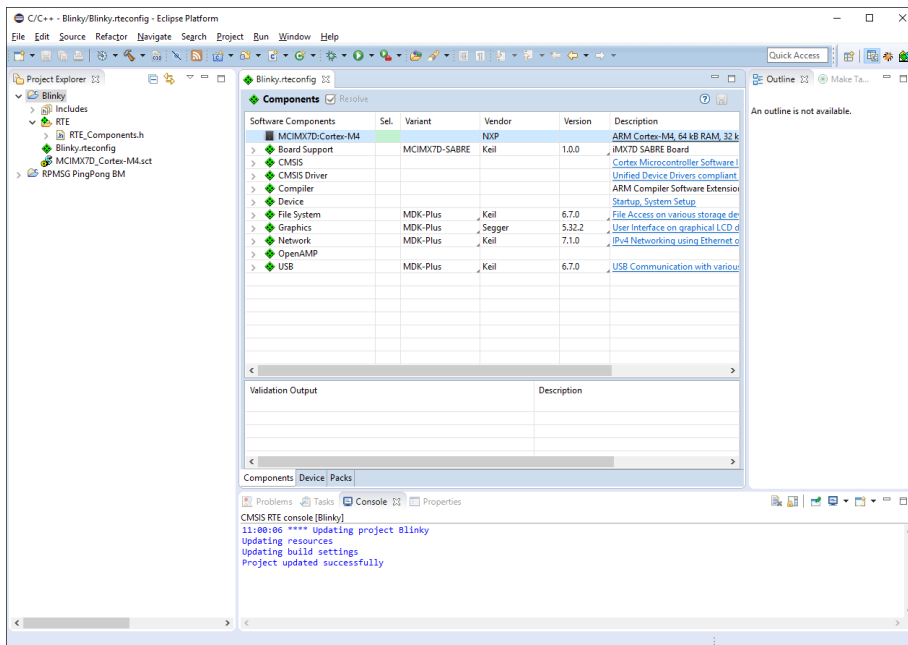 C/C++ - Blinky/Blinky.rteconfig - Eclipse Platform
File Edit Source Refactor Navigate Search Project Run Window Help
Quick Access
Project Explorer
Blinky
Includes
RTE
RTE_Components.h
Blinky.rteconfig
MCIMX7D_Cortex-M4.sct
RPMSG PingPong BM
Blinky.rteconfig
Components Resolve
Software Components Sel. Variant Vendor Version Description
MCIMX7D:Cortex-M4 NXP ARM Cortex-M4, 64 kB RAM, 32 k
Board Support MCIMX7D-SABRE Keil 1.0.0 iMX7D SABRE Board
CMSIS Cortex Microcontroller Software I
CMSIS Driver Unified Device Drivers compliant
Compiler ARM Compiler Software Extension
Device Startup, System Setup
File System MDK-Plus Keil 6.7.0 File Access on various storage dev
Graphics MDK-Plus Segger 5.32.2 User Interface on graphical LCD d
Network MDK-Plus Keil 7.1.0 IPv4 Networking using Ethernet o
OpenAMP
USB MDK-Plus Keil 6.7.0 USB Communication with various
Validation Output Description
Components Device Packs
Outline Make Ta...
An outline is not available.
Problems Tasks Console Properties
CMSIS RTE console [Blinky]
11:00:06 **** Updating project Blinky
Updating resources
Updating build settings
Project updated successfully